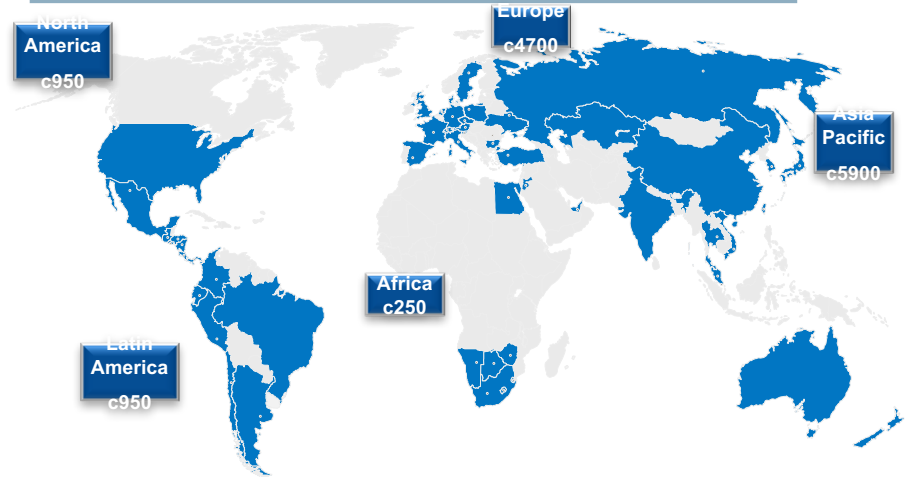 North
America
c950
Europe
c4700
Asia
Pacific
c5900
Africa
c250
Latin
America
c950